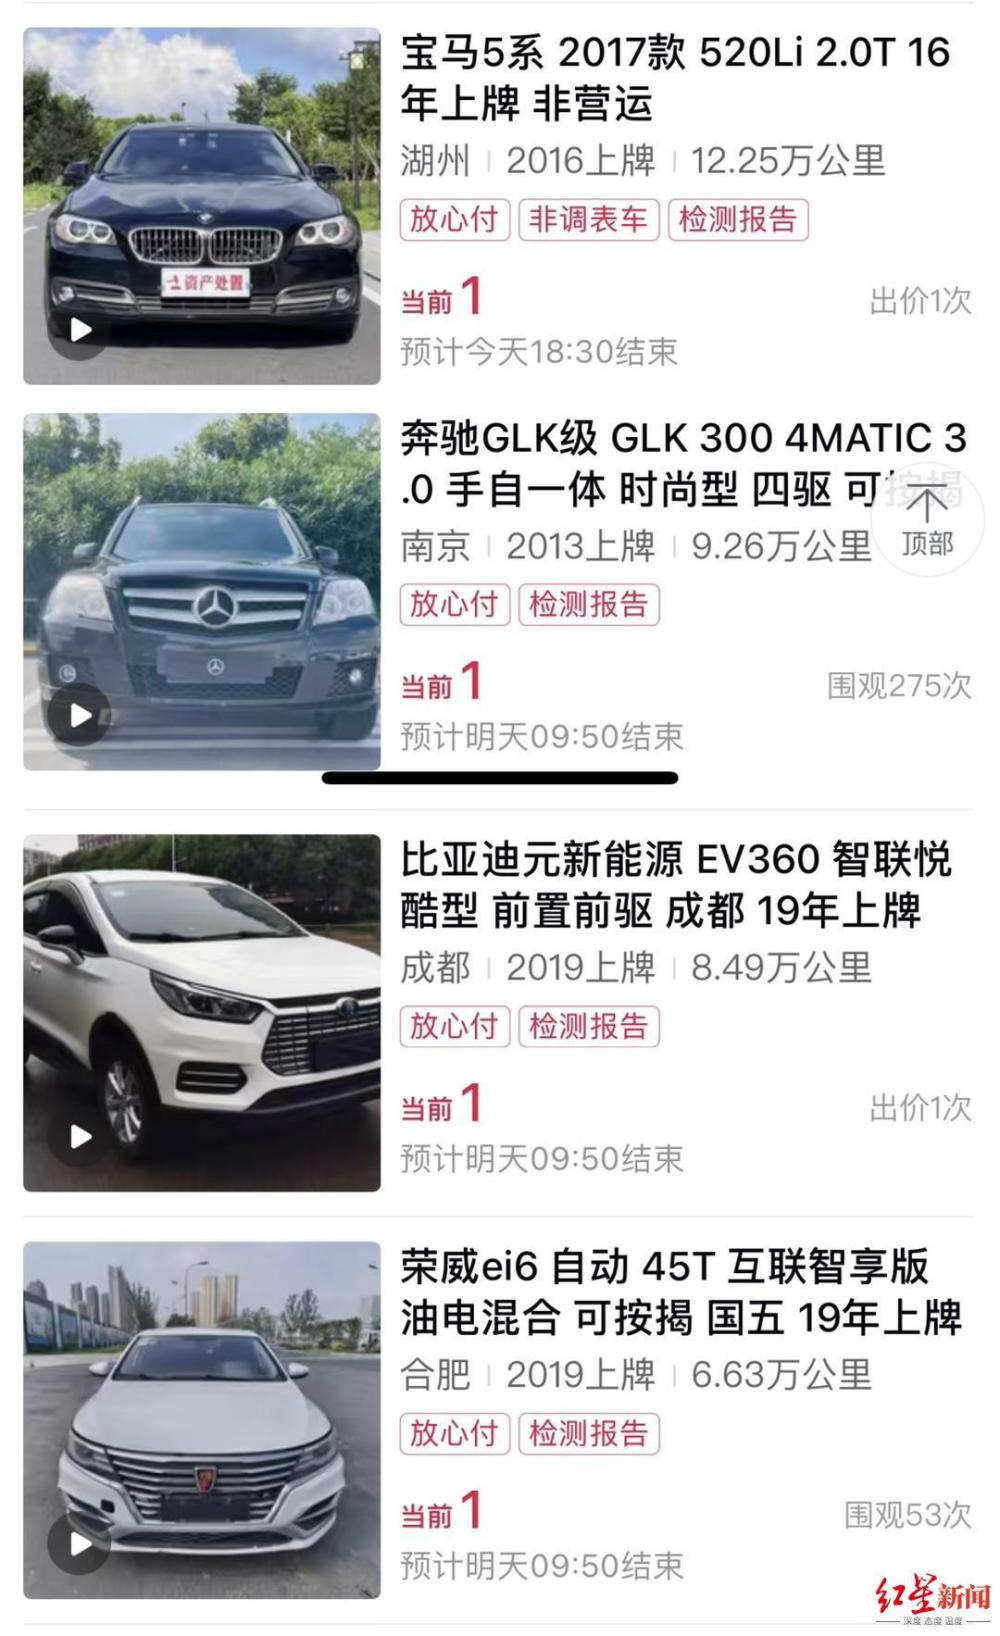 宝马5系 2017款 520Li 2.0T 16
年上牌 非营运
湖州 | 2016上牌 | 12.25万公里
放心付 非调表车 检测报告
资产处置
当前 1 出价1次
预计今天18:30结束
奔驰GLK级 GLK 300 4MATIC 3
.0 手自一体 时尚型 四驱 可按揭
顶部
南京 | 2013上牌 | 9.26万公里
放心付 检测报告
当前 1 围观275次
预计明天09:50结束
比亚迪元新能源 EV360 智联悦
酷型 前置前驱 成都 19年上牌
成都 | 2019上牌 | 8.49万公里
放心付 检测报告
当前 1 出价1次
预计明天09:50结束
荣威ei6 自动 45T 互联智享版
油电混合 可按揭 国五 19年上牌
合肥 | 2019上牌 | 6.63万公里
放心付 检测报告
当前 1 围观53次
预计明天09:50结束
红星新闻
深度 态度 温度